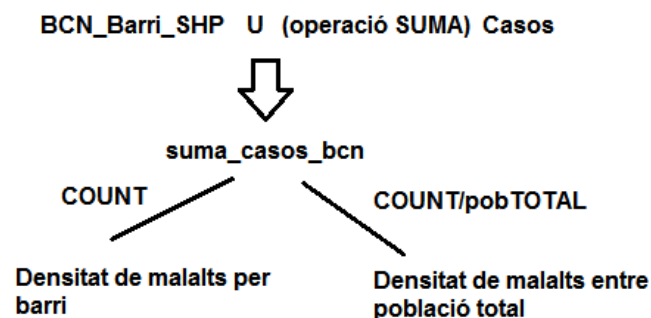 BCN_Barri_SHP U (operació SUMA) Casos
suma_casos_bcn
COUNT
COUNT/pobTOTAL
Densitat de malalts per
barri
Densitat de malalts entre
població total